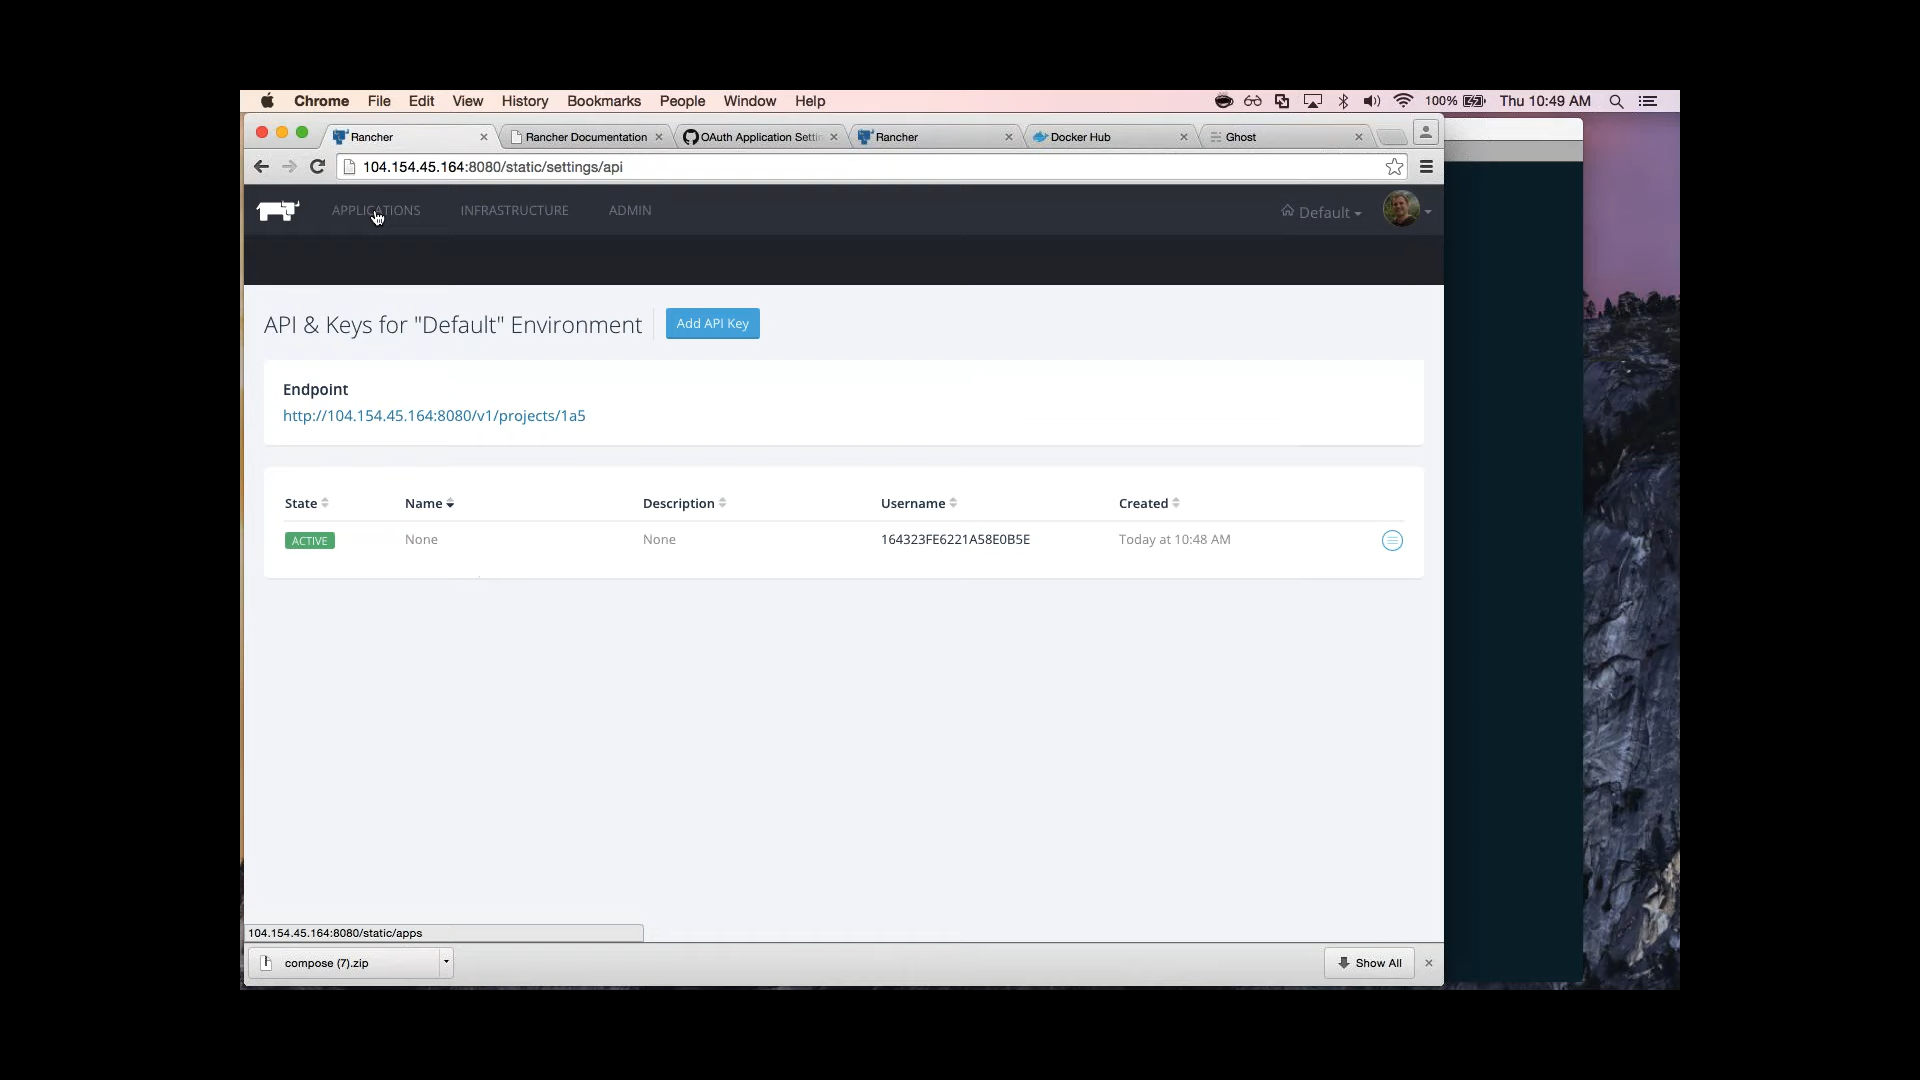 Chrome File Edit View History Bookmarks People Window Help 100% Thu 10:49 AM
Rancher Rancher Documentation OAuth Application Settin Rancher Docker Hub Ghost
104.154.45.164:8080/static/settings/api
APPLICATIONS INFRASTRUCTURE ADMIN Default
API & Keys for "Default" Environment Add API Key
Endpoint
http://104.154.45.164:8080/v1/projects/1a5
State Name Description Username Created
ACTIVE None None 164323FE6221A58E0B5E Today at 10:48 AM
104.154.45.164:8080/static/apps
compose (7).zip Show All